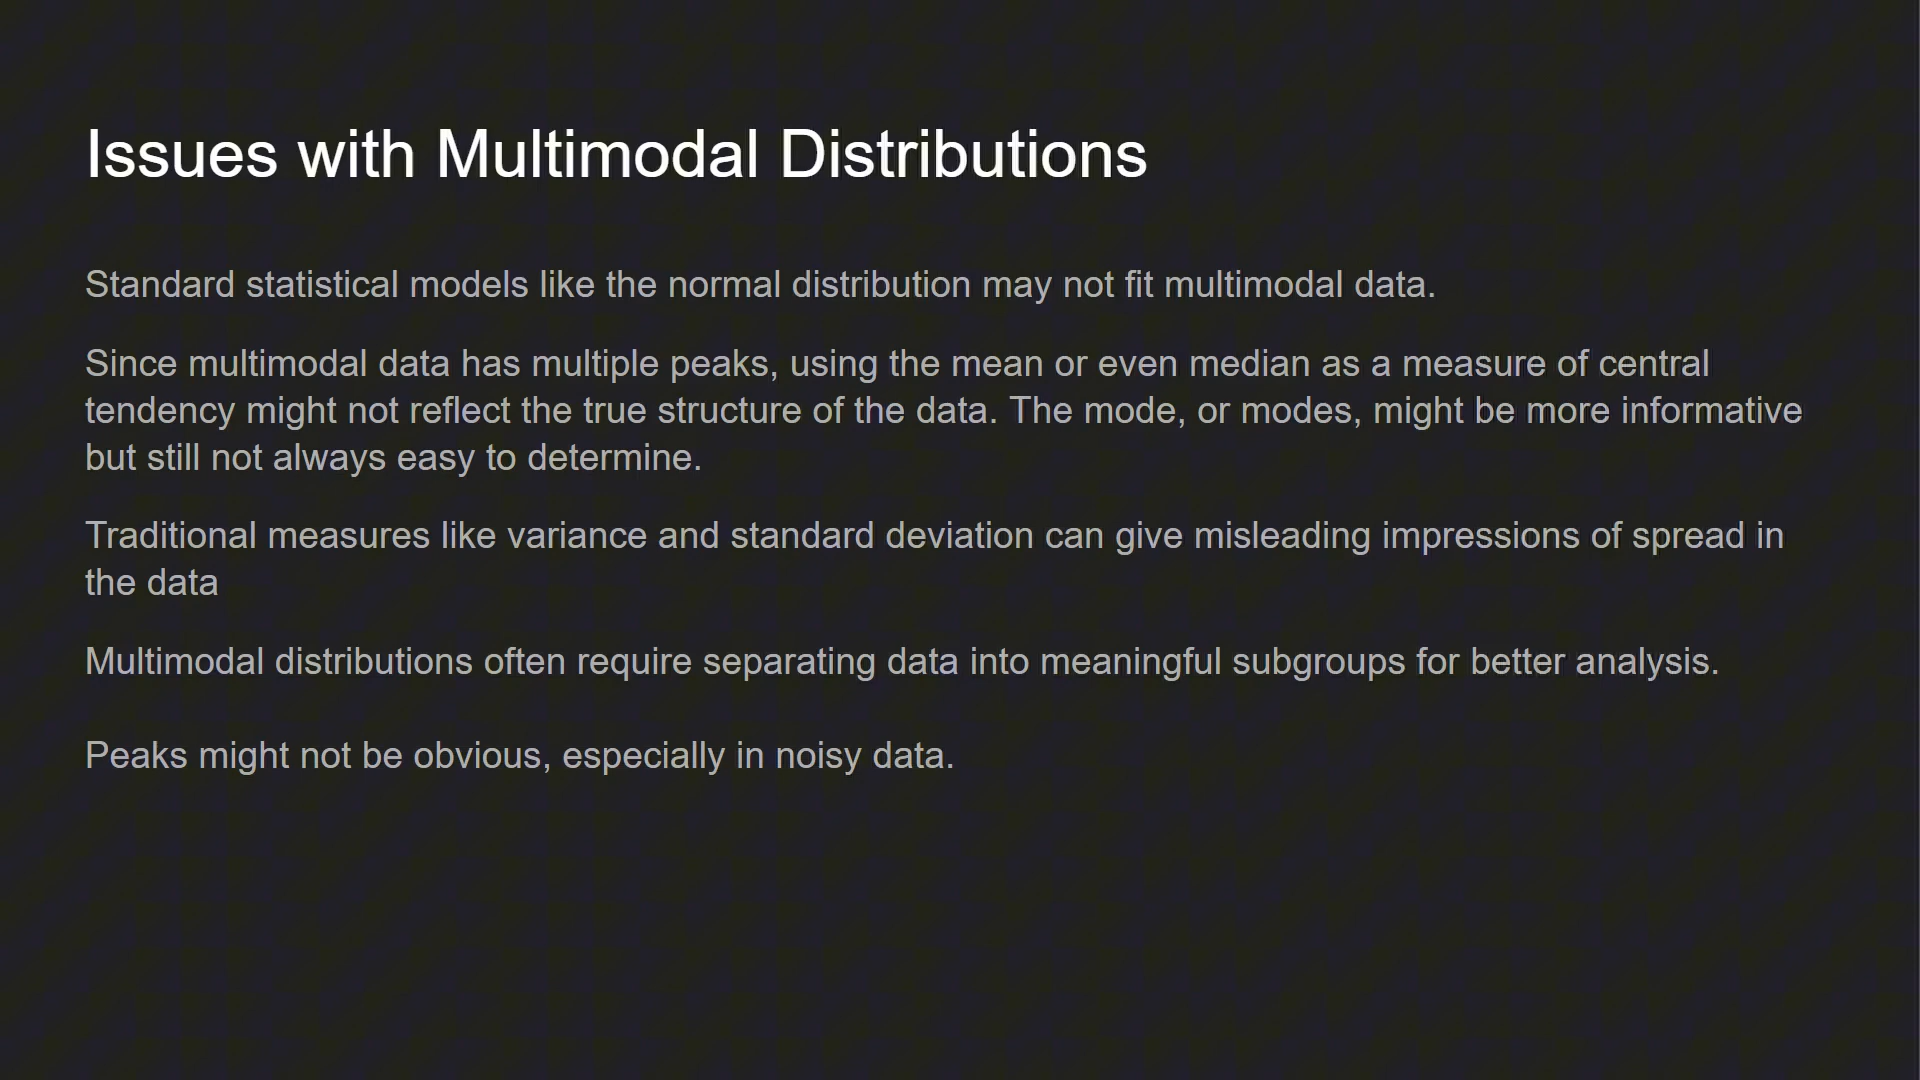 Issues with Multimodal Distributions
Standard statistical models like the normal distribution may not fit multimodal data.
Since multimodal data has multiple peaks, using the mean or even median as a measure of central
tendency might not reflect the true structure of the data. The mode, or modes, might be more informative
but still not always easy to determine.
Traditional measures like variance and standard deviation can give misleading impressions of spread in
the data
Multimodal distributions often require separating data into meaningful subgroups for better analysis.
Peaks might not be obvious, especially in noisy data.